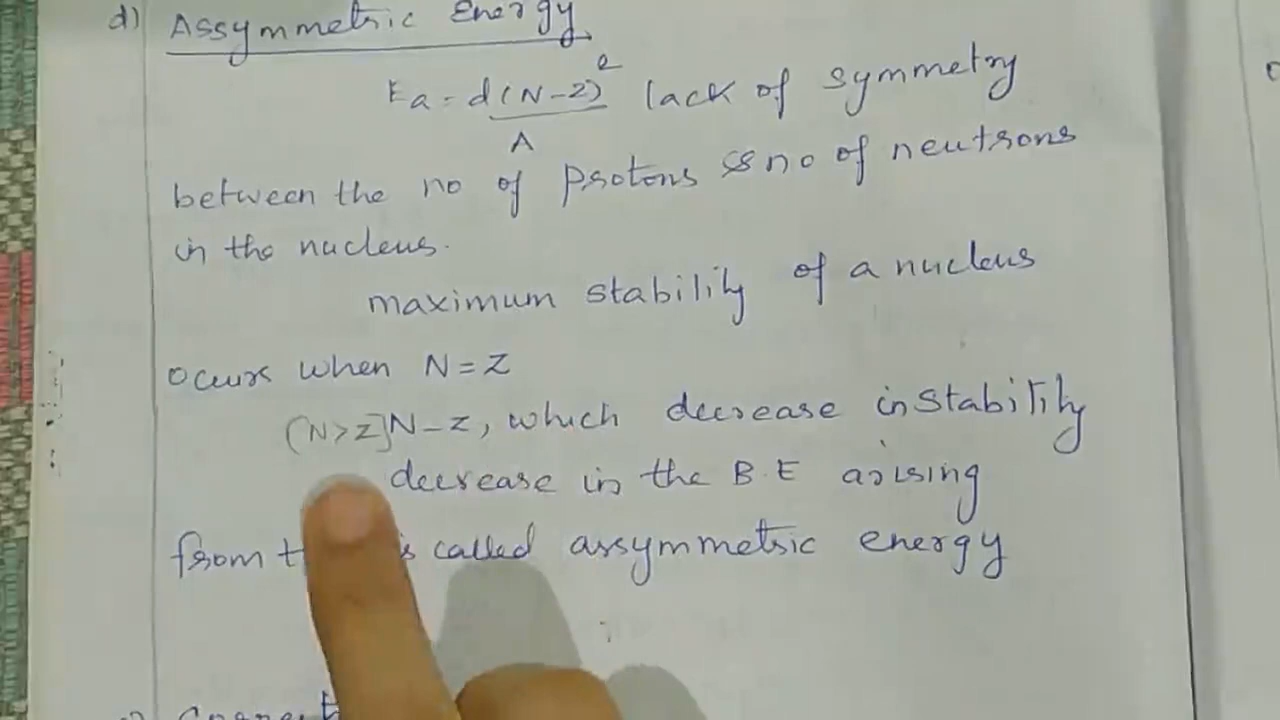 d) Assymmetric Energy
Ea = d(N-Z)² lack of symmetry
A
between the no of protons & no of neutrons
in the nucleus.
maximum stability of a nucleus
occurs when N = Z
(N>Z) N-Z, which decrease in stability
decrease in the B.E arising
from is called assymmetric energy